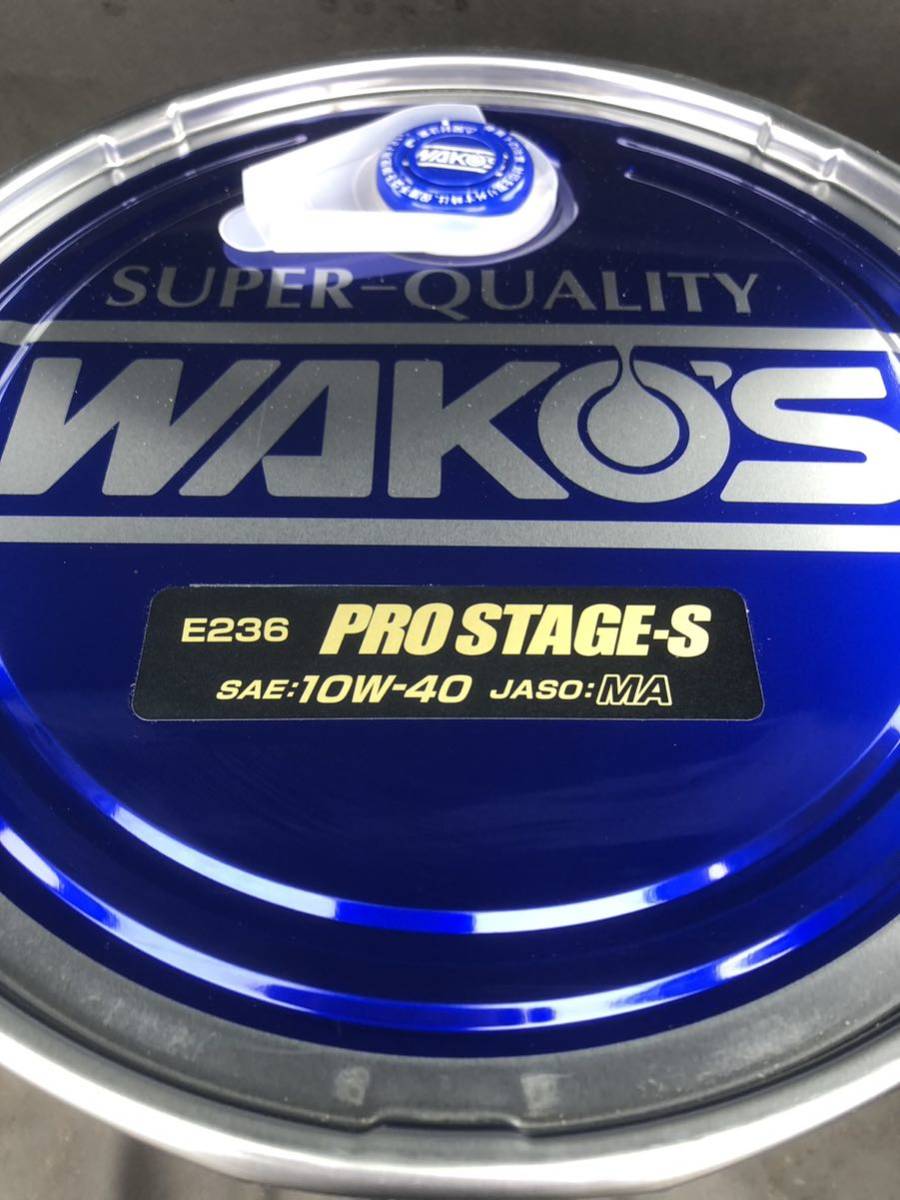 WAKO'S
SUPER-QUALITY
WAKO'S
E236 PRO STAGE-S
SAE:10W-40 JASO:MA